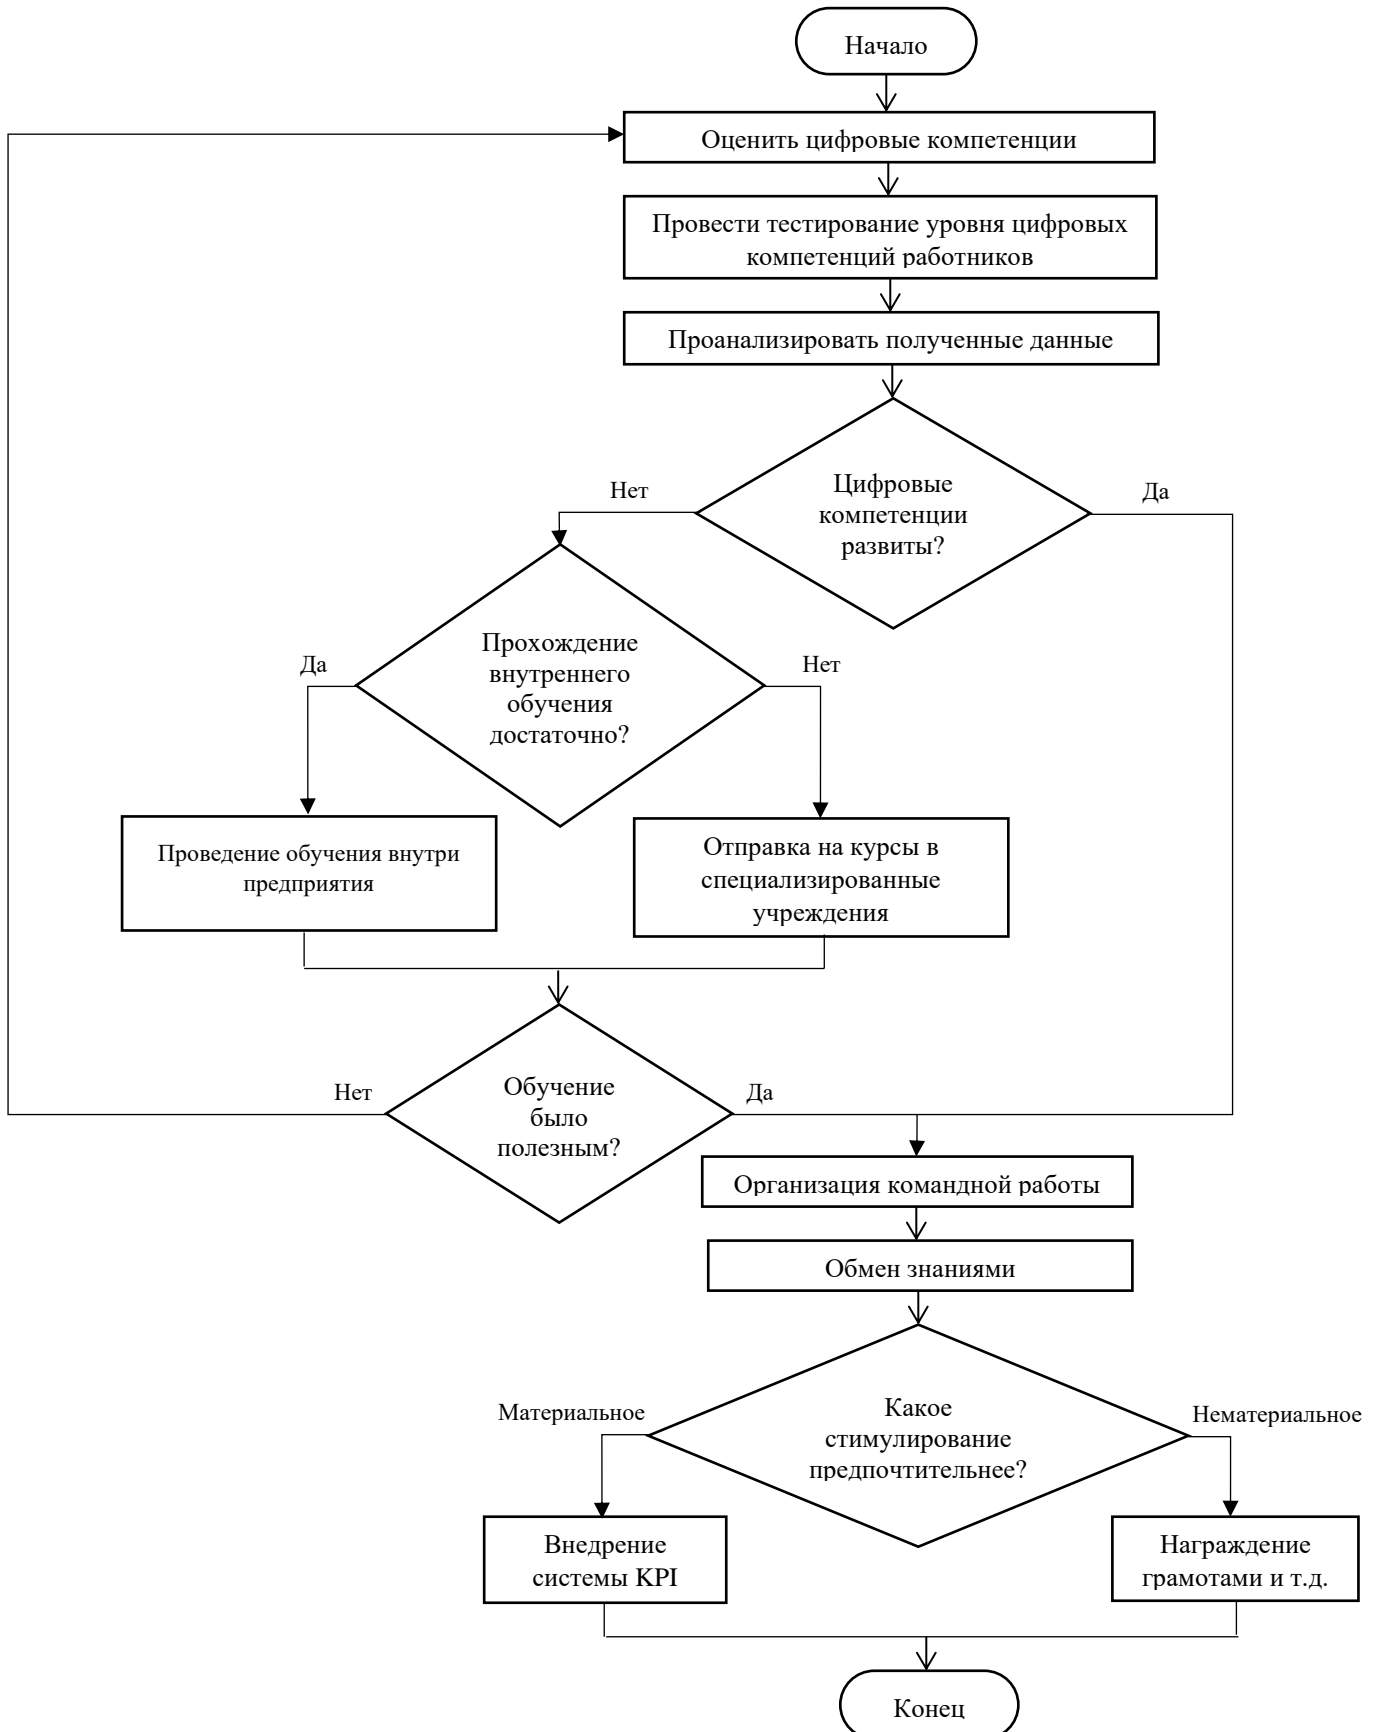 Начало
Оценить цифровые компетенции
Провести тестирование уровня цифровых
компетенций работников
Проанализировать полученные данные
Цифровые
компетенции
развиты?
Нет
Да
Прохождение
внутреннего
обучения
достаточно?
Да
Нет
Проведение обучения внутри
предприятия
Отправка на курсы в
специализированные
учреждения
Обучение
было
полезным?
Нет
Да
Организация командной работы
Обмен знаниями
Какое
стимулирование
предпочтительнее?
Материальное
Нематериальное
Внедрение
системы KPI
Награждение
грамотами и т.д.
Конец